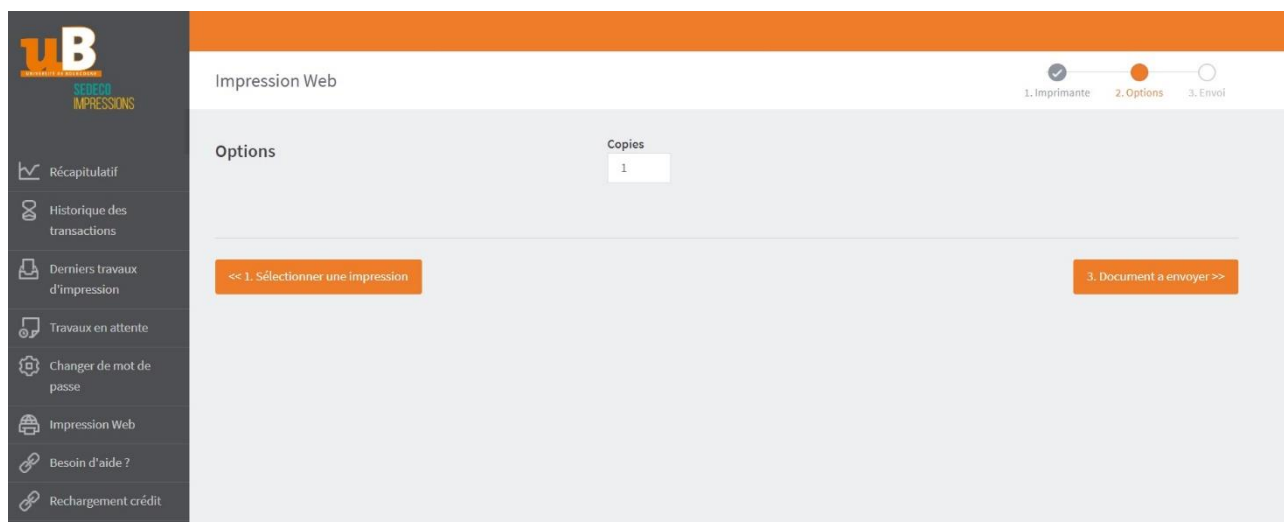 uB
UNIVERSITÉ DE BOURGOGNE
SEDECO
IMPRESSIONS
Récapitulatif
Historique des
transactions
Derniers travaux
d'impression
Travaux en attente
Changer de mot de
passe
Impression Web
Besoin d'aide ?
Rechargement crédit
Impression Web
1. Imprimante
2. Options
3. Envoi
Options
Copies
1
<< 1. Sélectionner une impression
3. Document a envoyer >>